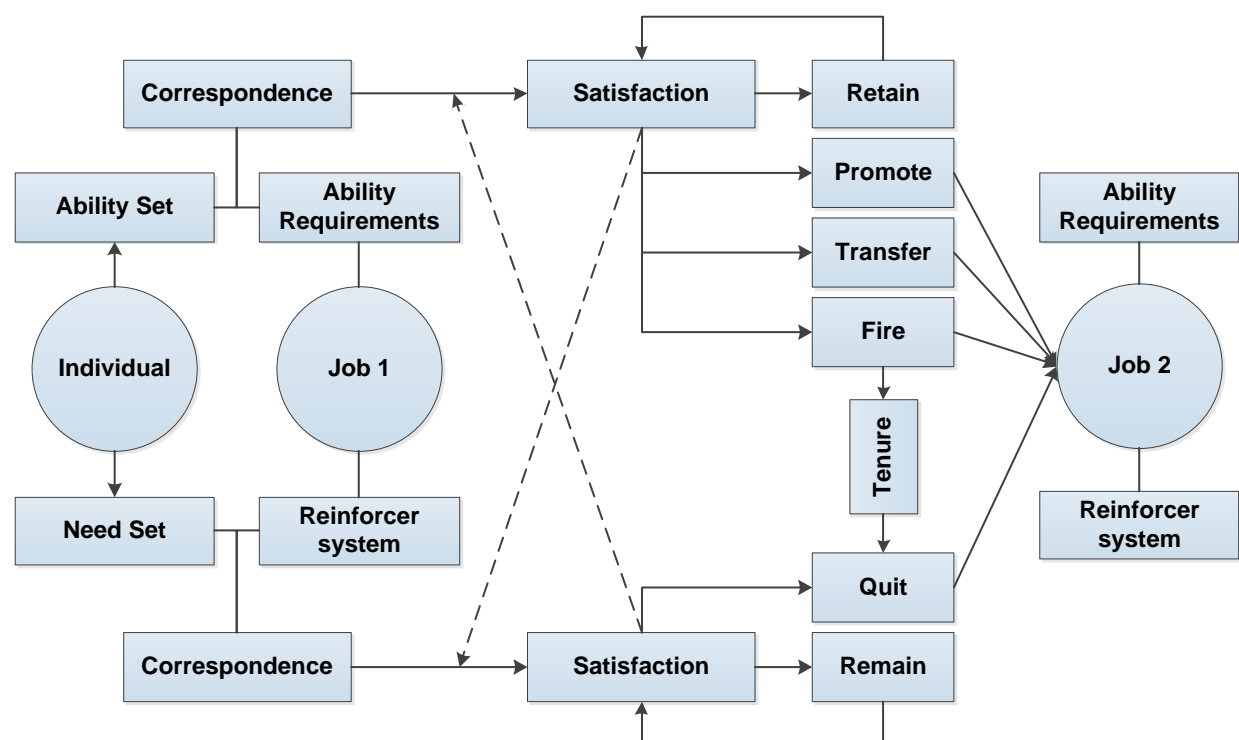 Correspondence
Satisfaction
Retain
Promote
Ability Set
Ability
Requirements
Ability
Requirements
Transfer
Fire
Individual
Job 1
Job 2
Tenure
Need Set
Reinforcer
system
Reinforcer
system
Quit
Correspondence
Satisfaction
Remain